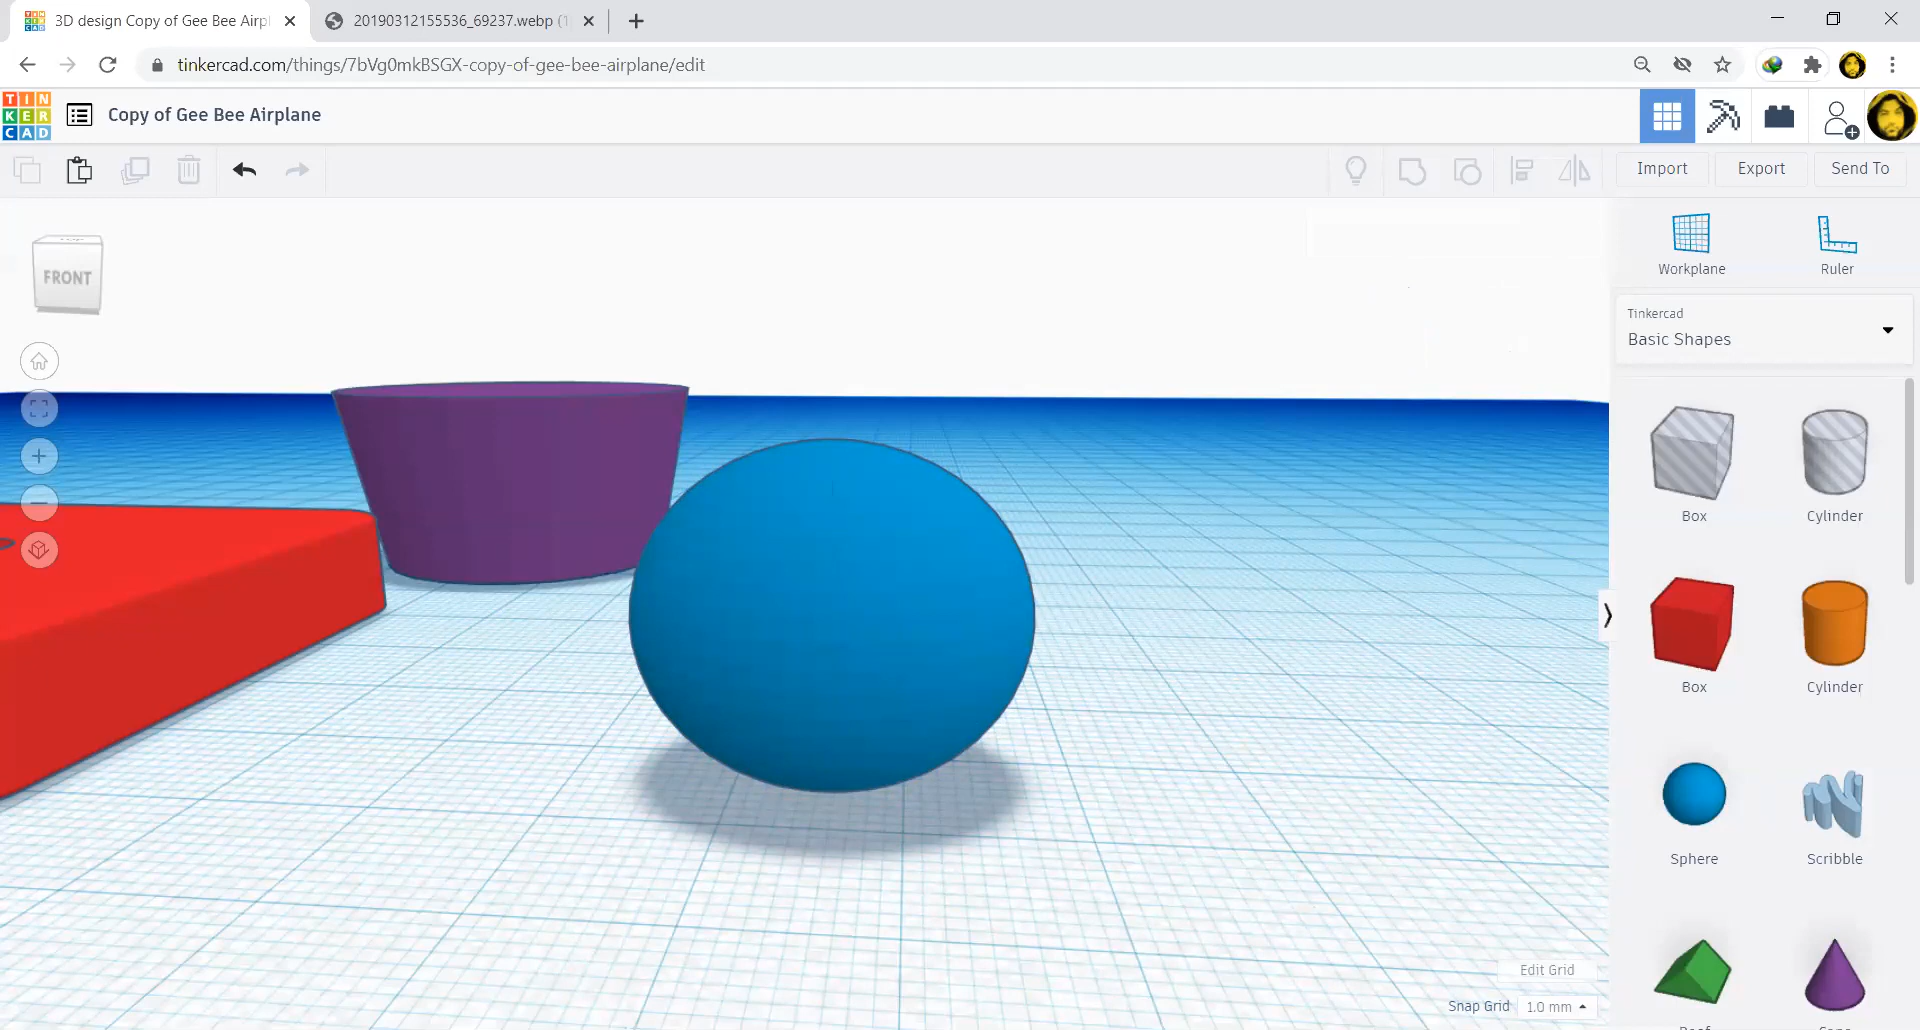 3D design Copy of Gee Bee Airpl
20190312155536_69237.webp (1
tinkercad.com/things/7bVg0mkBSGX-copy-of-gee-bee-airplane/edit
TIN
KER
CAD
Copy of Gee Bee Airplane
Import
Export
Send To
TOP
FRONT
Workplane
Ruler
Tinkercad
Basic Shapes
Box
Cylinder
Box
Cylinder
Sphere
Scribble
Edit Grid
Snap Grid
1.0 mm